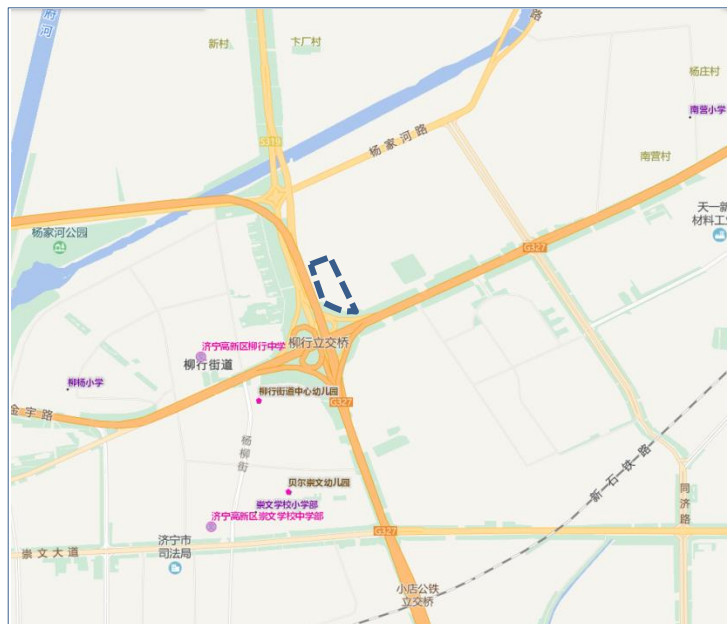 府河
新村
卞厂村
路
杨庄村
南营小学
S319
杨家河路
南营村
天一新
材料工业
杨家河公园
G327
柳行立交桥
济宁高新区柳行中学
柳行街道
柳杨小学
柳行街道中心幼儿园
G327
金宇路
杨柳街
新石铁路
贝尔崇文幼儿园
崇文学校小学部
济宁高新区崇文学校中学部
同济路
G327
崇文大道
济宁市
司法局
小店公铁
立交桥